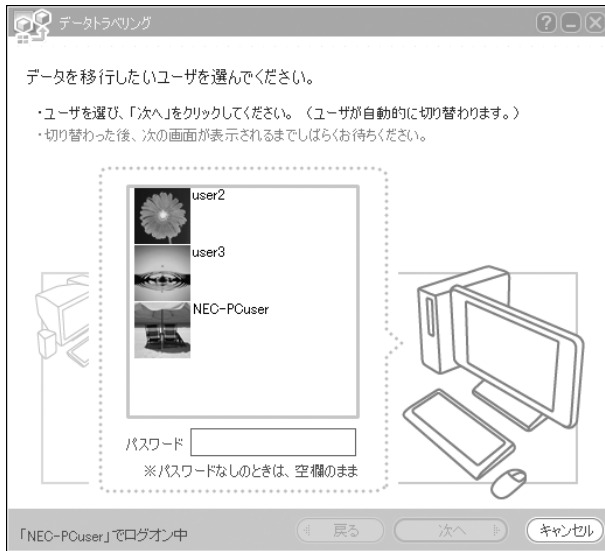 データトラベリング
データを移行したいユーザを選んでください。
・ユーザを選び、「次へ」をクリックしてください。（ユーザが自動的に切り替わります。）
・切り替わった後、次の画面が表示されるまでしばらくお待ちください。
user2
user3
NEC-PCuser
パスワード
※パスワードなしのときは、空欄のまま
「NEC-PCuser」でログオン中
戻る
次へ
キャンセル